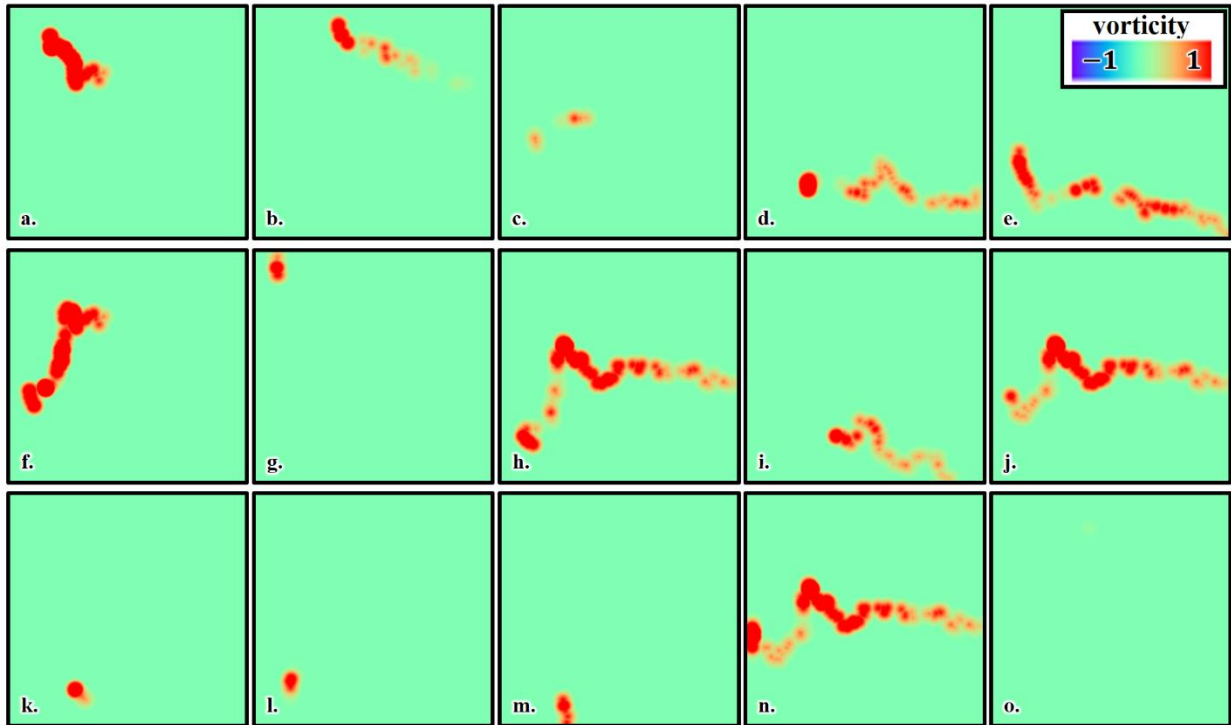 vorticity
−1 1
a. b. c. d. e.
f. g. h. i. j.
k. l. m. n. o.